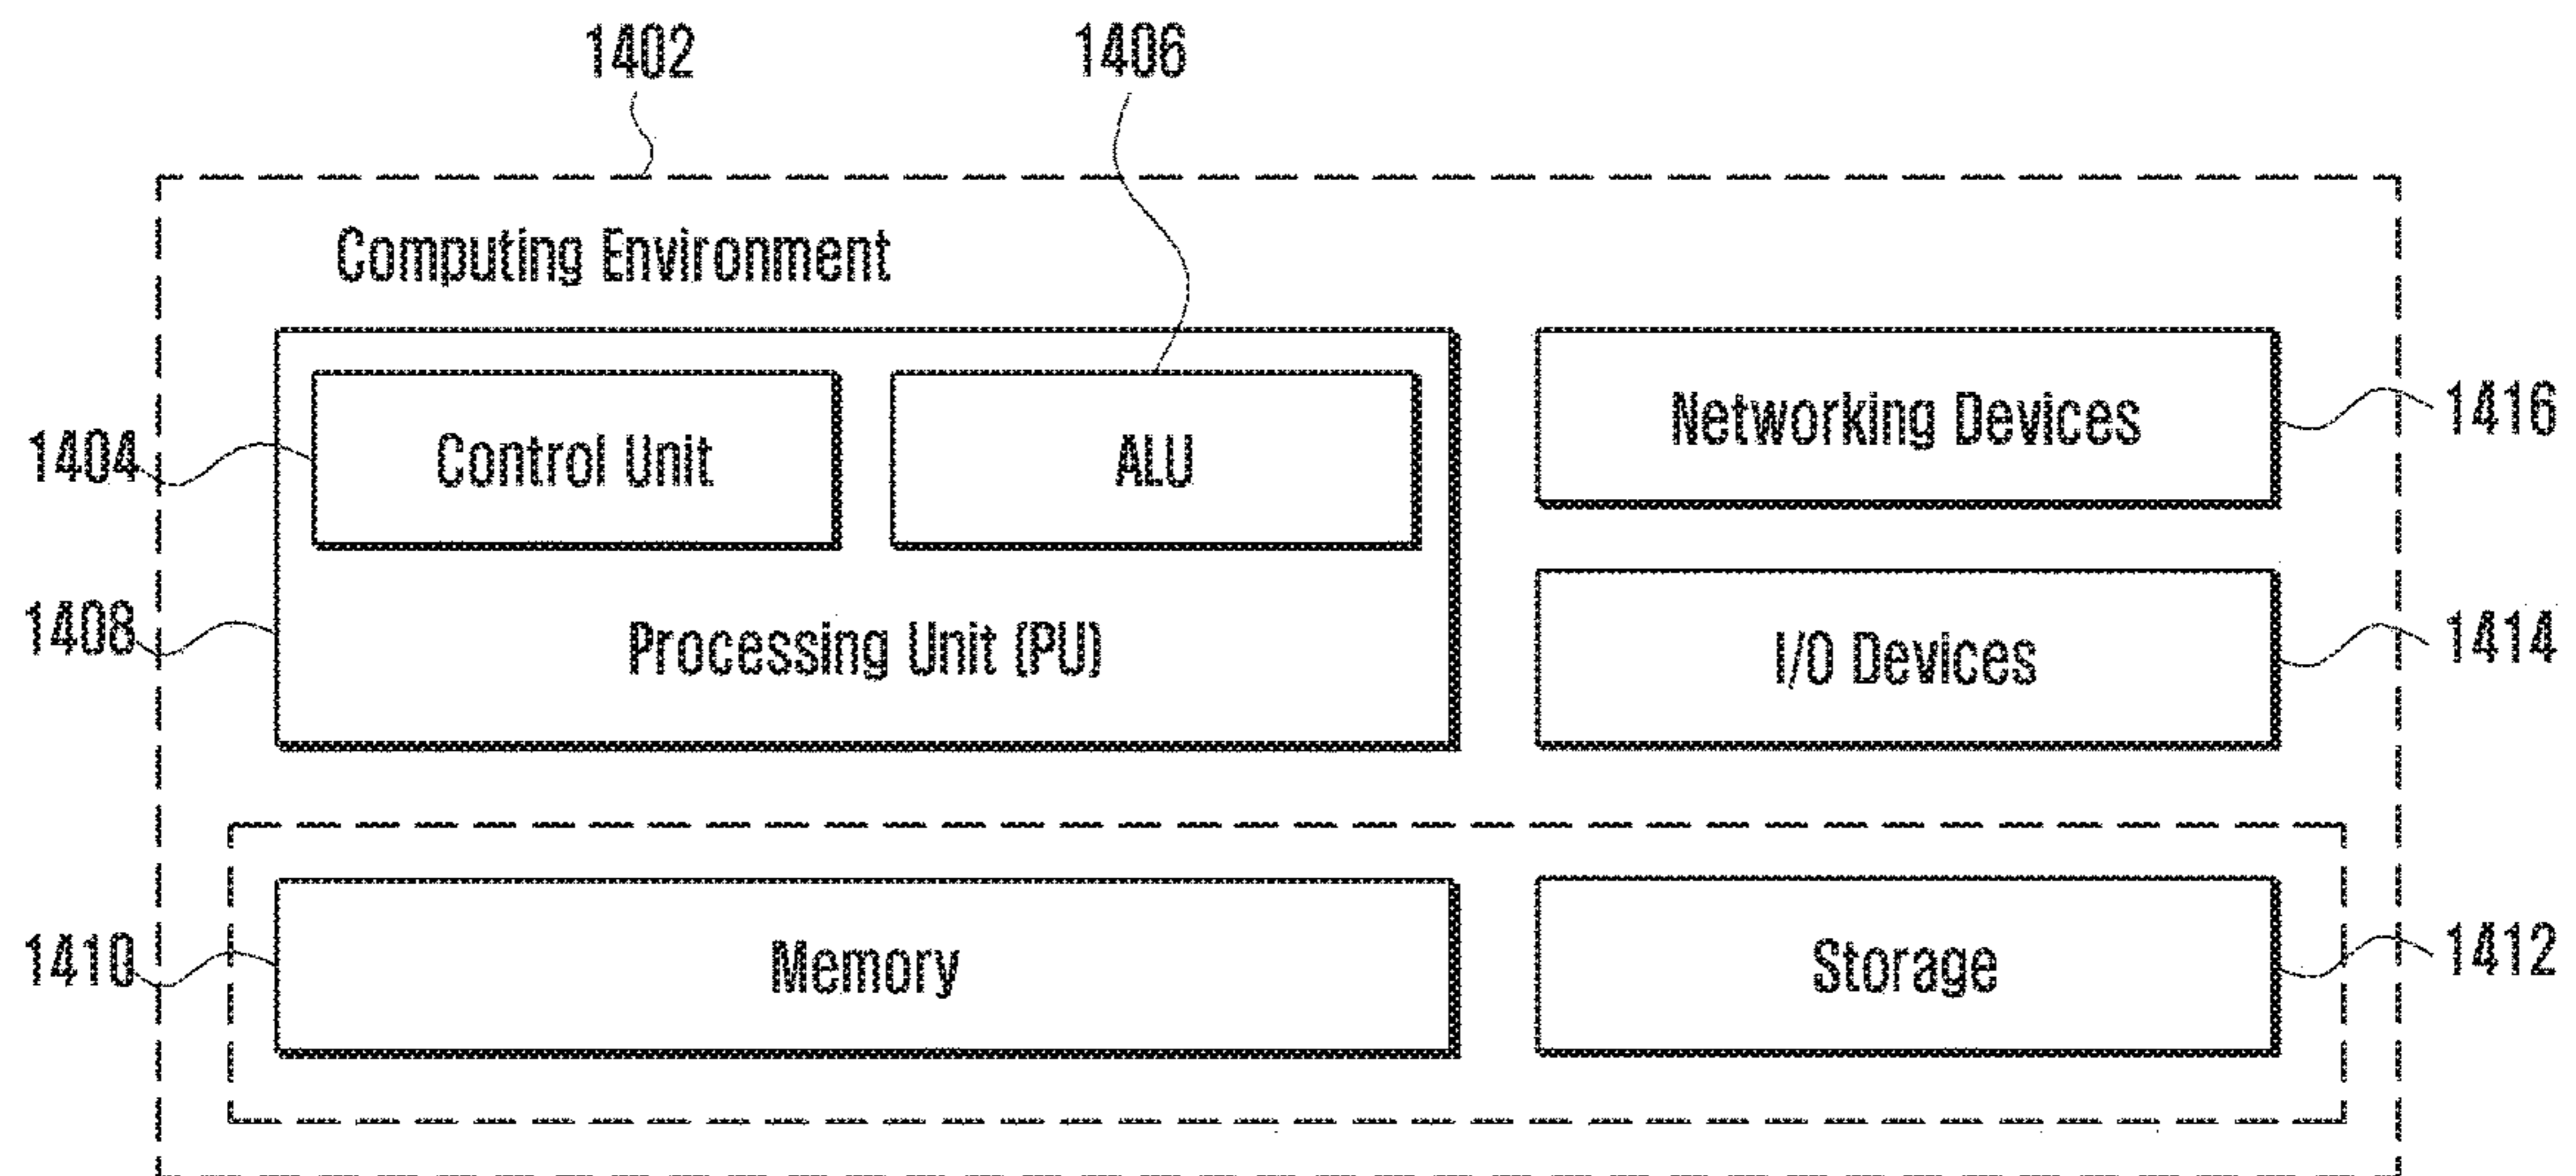 1402 1406
Computing Environment
1404 Control Unit ALU Networking Devices 1416
1408 Processing Unit (PU) I/O Devices 1414
1410 Memory Storage 1412